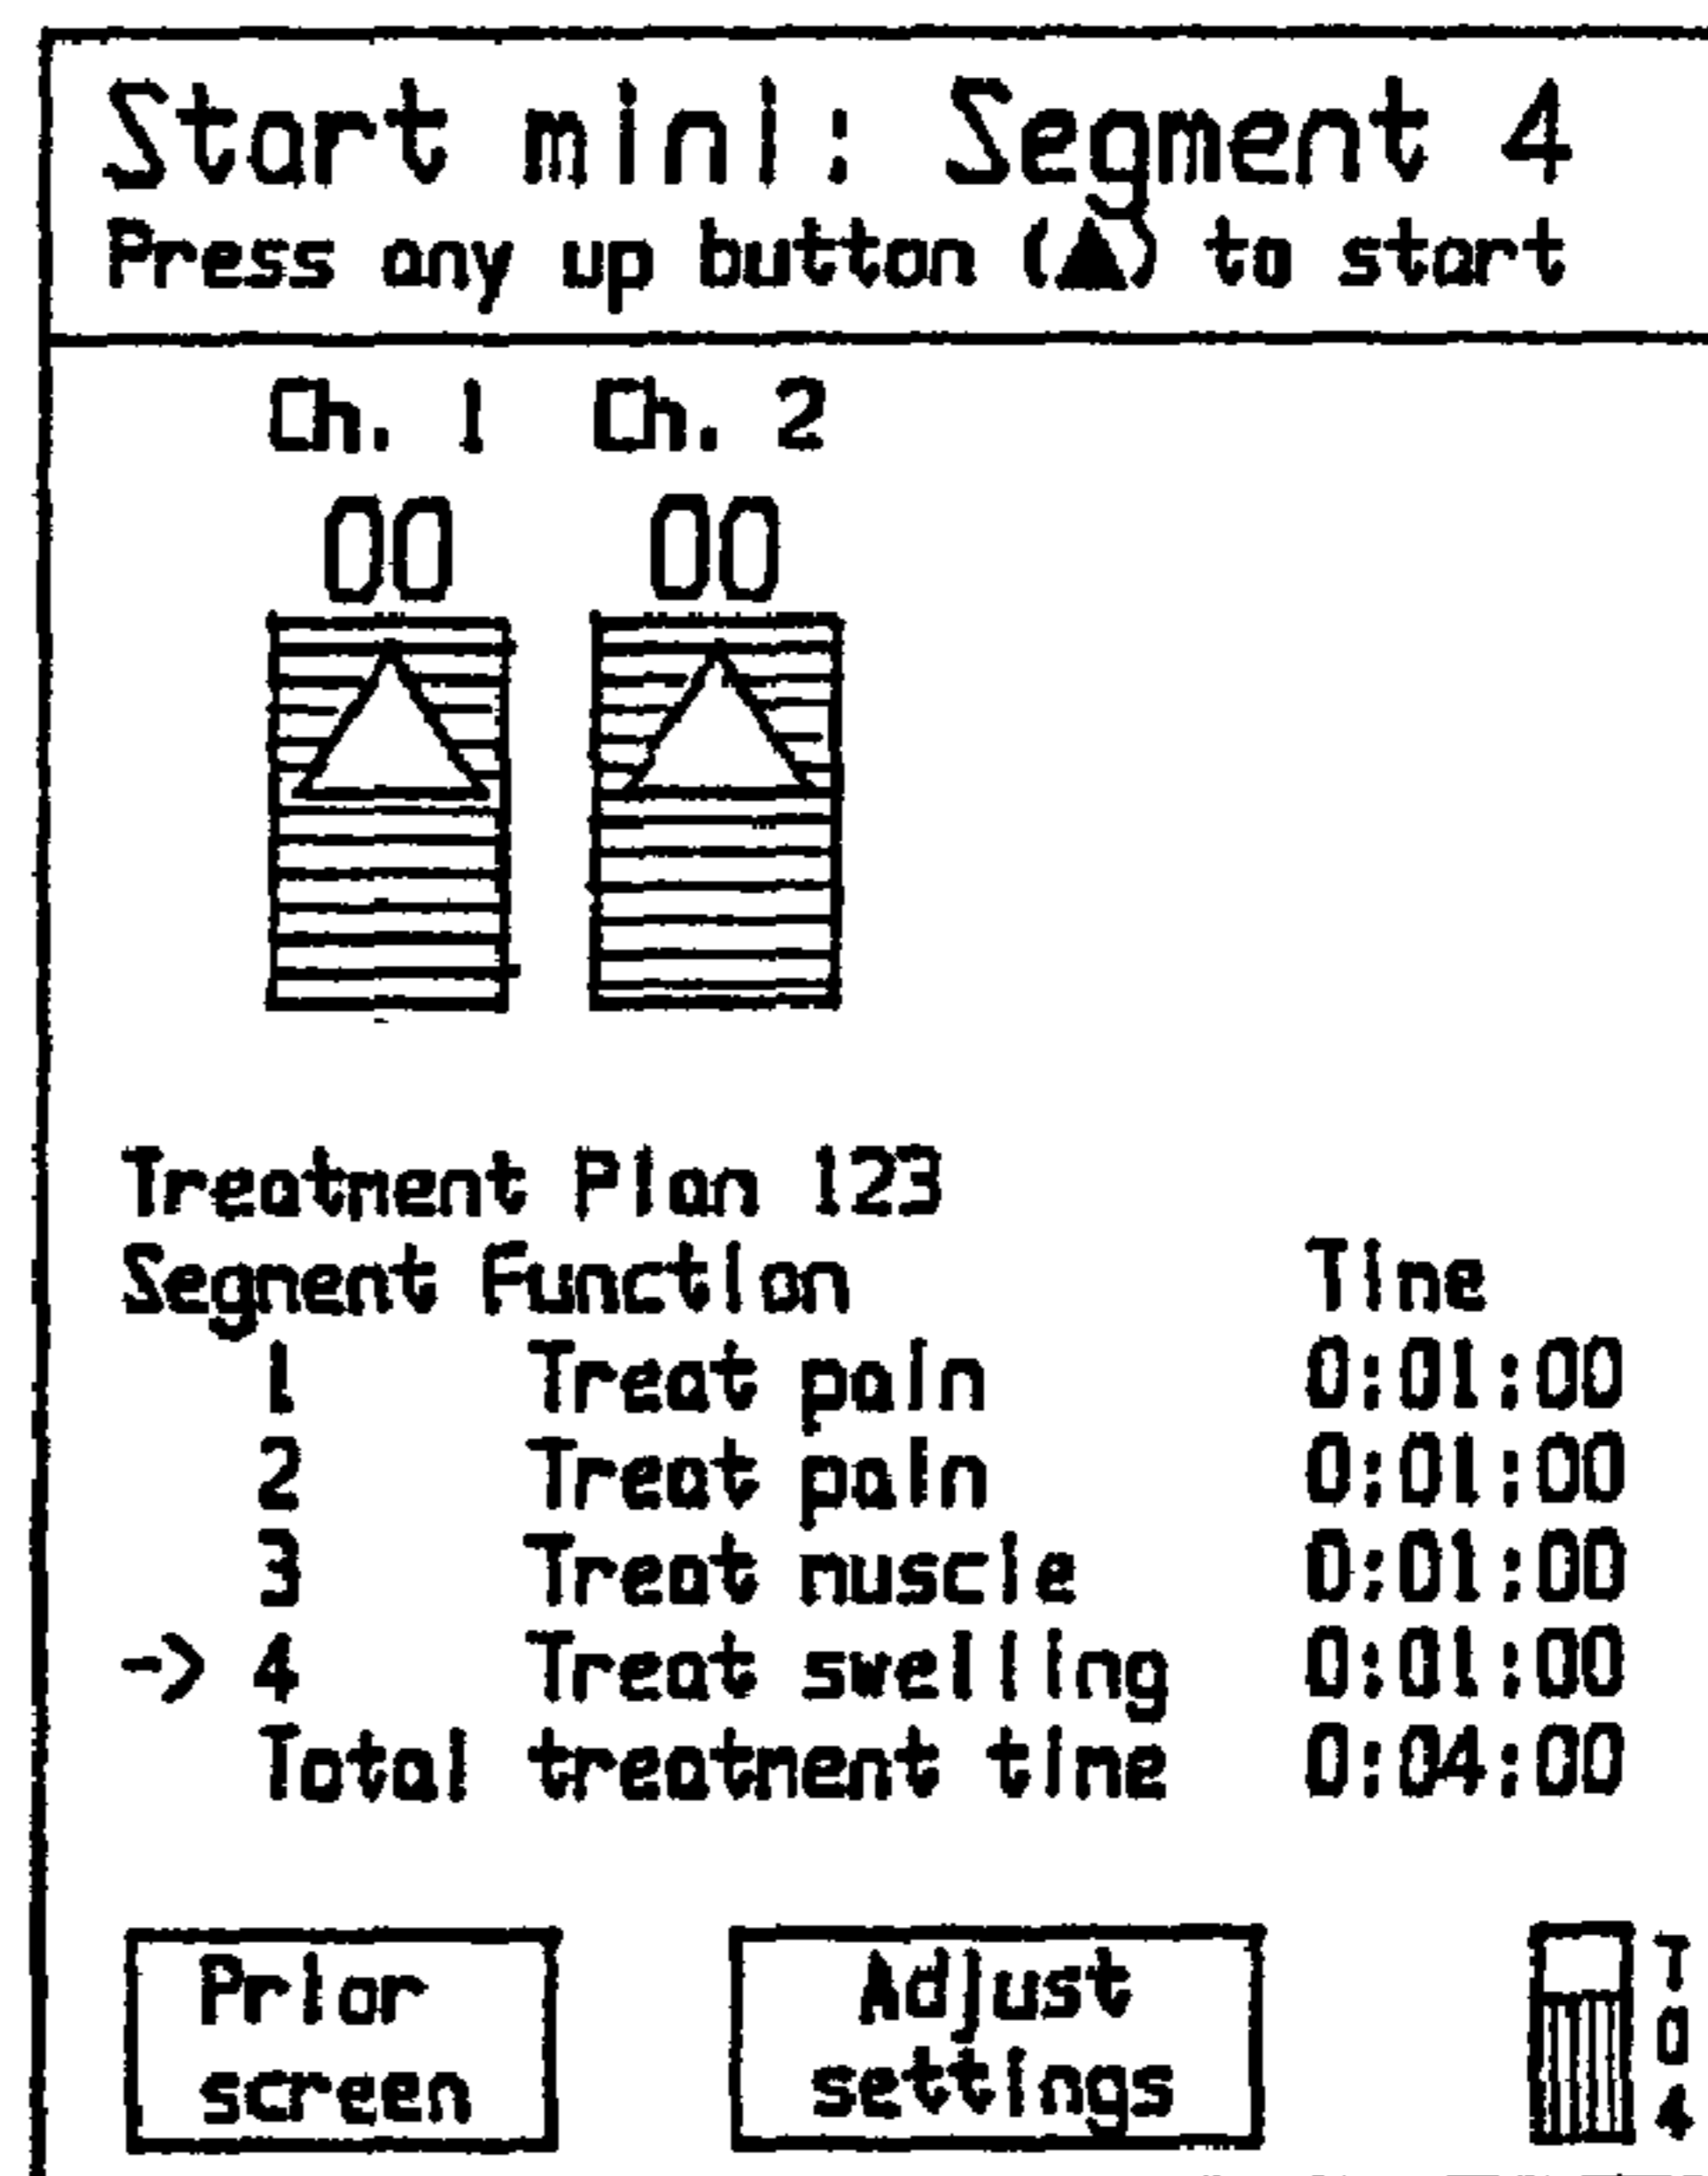 Start mini: Segment 4
Press any up button (▲) to start
Ch. 1 Ch. 2
00 00
Treatment Plan 123
Segment Function Time
1 Treat pain 0:01:00
2 Treat pain 0:01:00
3 Treat muscle 0:01:00
-> 4 Treat swelling 0:01:00
Total treatment time 0:04:00
Prior
screen
Adjust
settings
T
0
4